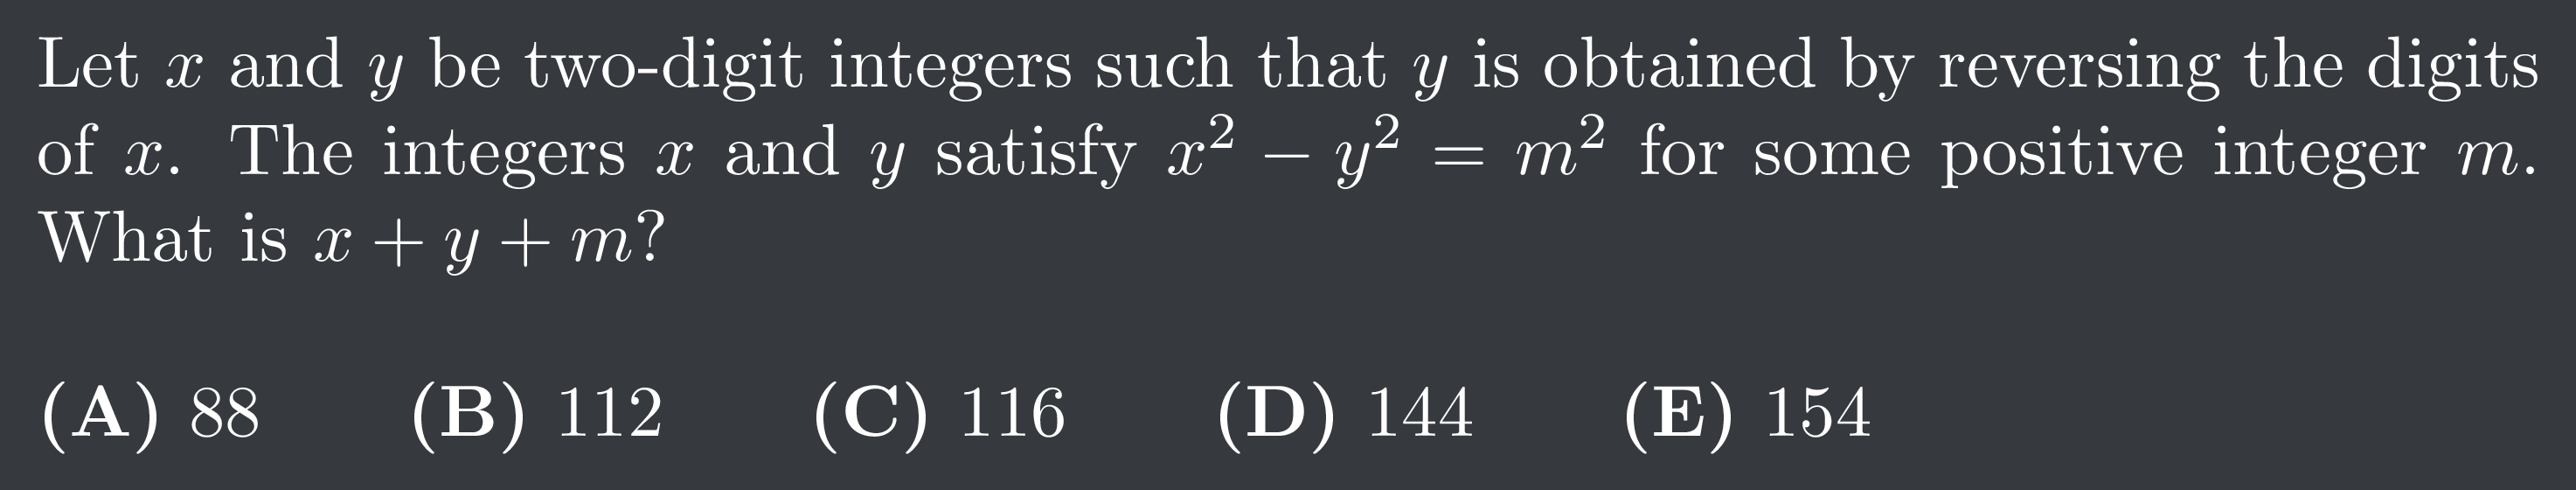 Let x and y be two-digit integers such that y is obtained by reversing the digits
of x. The integers x and y satisfy x² − y² = m² for some positive integer m.
What is x + y + m?
(A) 88 (B) 112 (C) 116 (D) 144 (E) 154